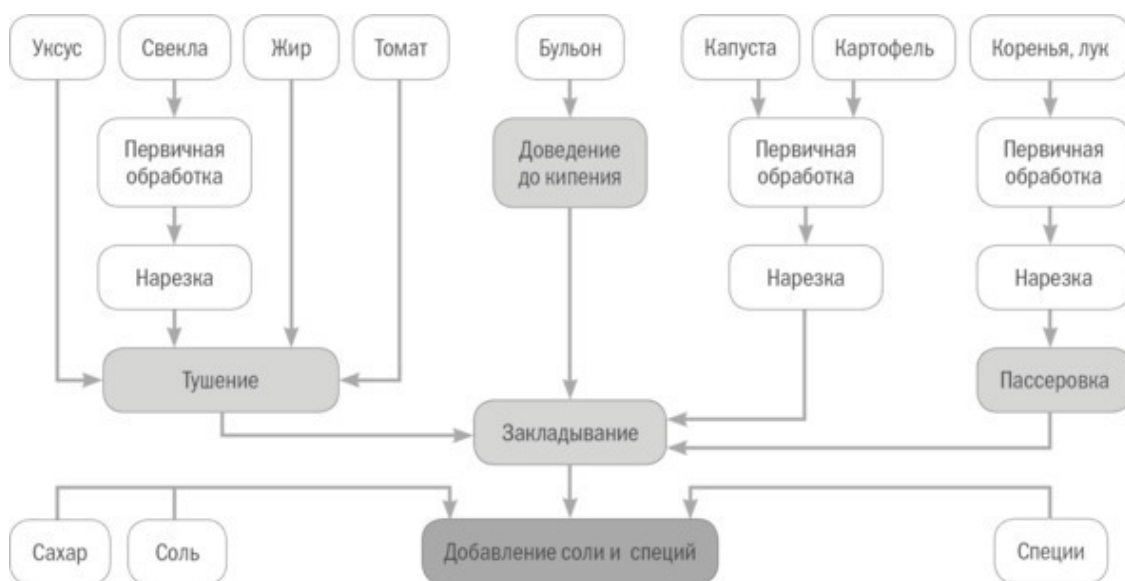 Уксус
Свекла
Жир
Томат
Бульон
Капуста
Картофель
Коренья, лук
Первичная
обработка
Доведение
до кипения
Первичная
обработка
Первичная
обработка
Нарезка
Нарезка
Нарезка
Тушение
Пассеровка
Закладывание
Сахар
Соль
Добавление соли и специй
Специи